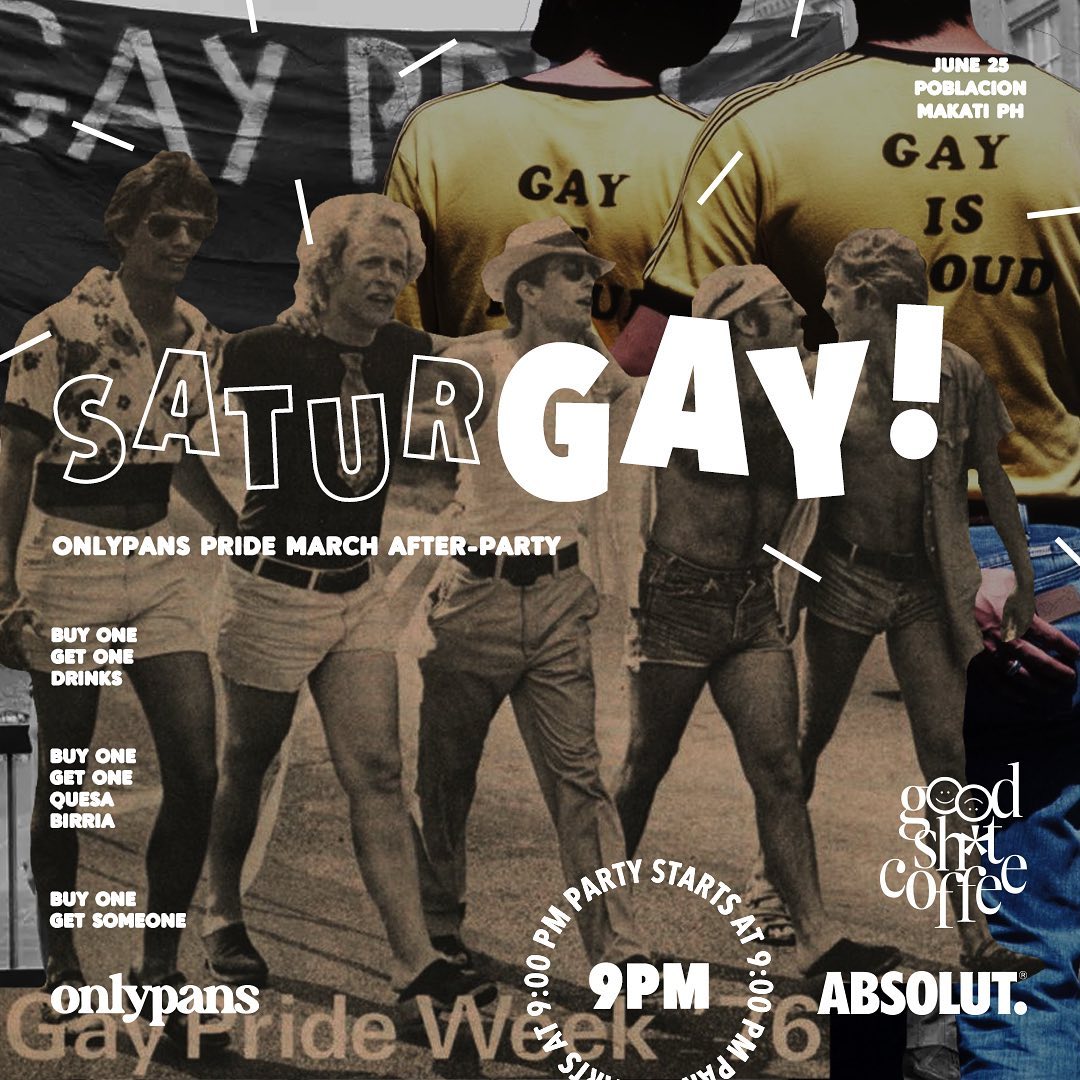 GAY PR
JUNE 25
POBLACION
MAKATI PH
GAY
GAY
IS
OUD
SATURGAY!
ONLYPANS PRIDE MARCH AFTER-PARTY
BUY ONE
GET ONE
DRINKS
BUY ONE
GET ONE
QUESA
BIRRIA
BUY ONE
GET SOMEONE
good
sh*t
coffee
PARTY STARTS AT 9:00 PM PARTY STARTS AT 9:00 PM
9PM
onlypans
ABSOLUT.®
Gay Pride Week 76